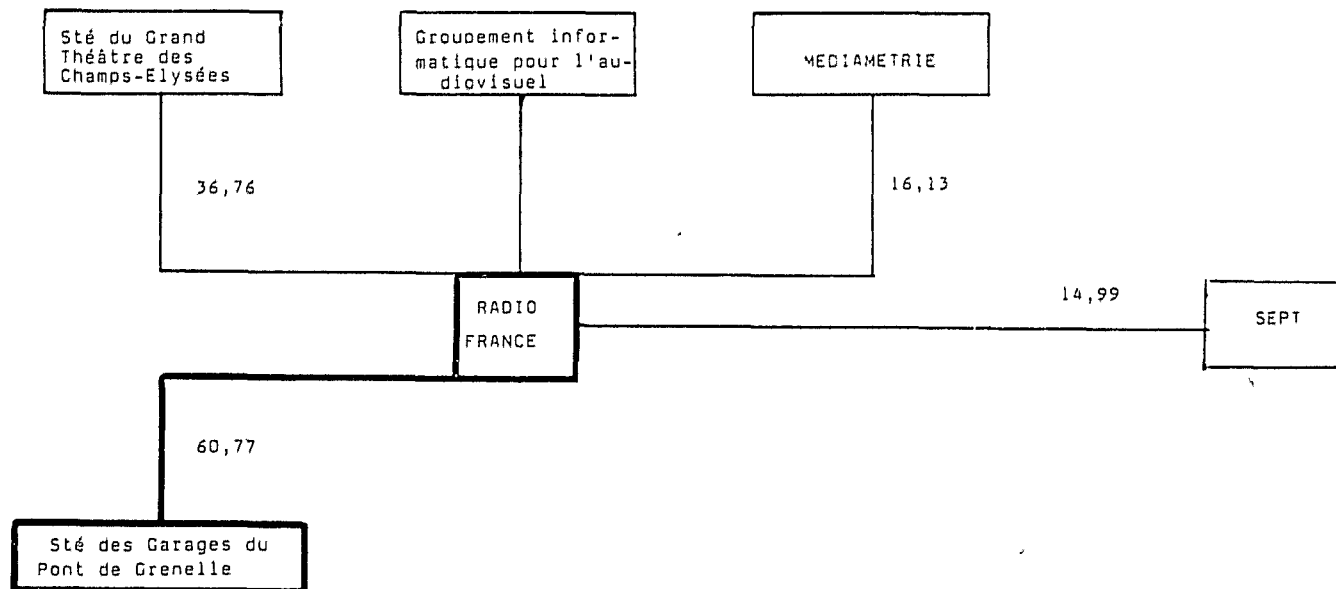 Sté du Grand
Théâtre des
Champs-Elysées
Groupement infor-
matique pour l'au-
diovisuel
MEDIAMETRIE
36,76
16,13
14,99
RADIO
FRANCE
SEPT
60,77
Sté des Garages du
Pont de Grenelle